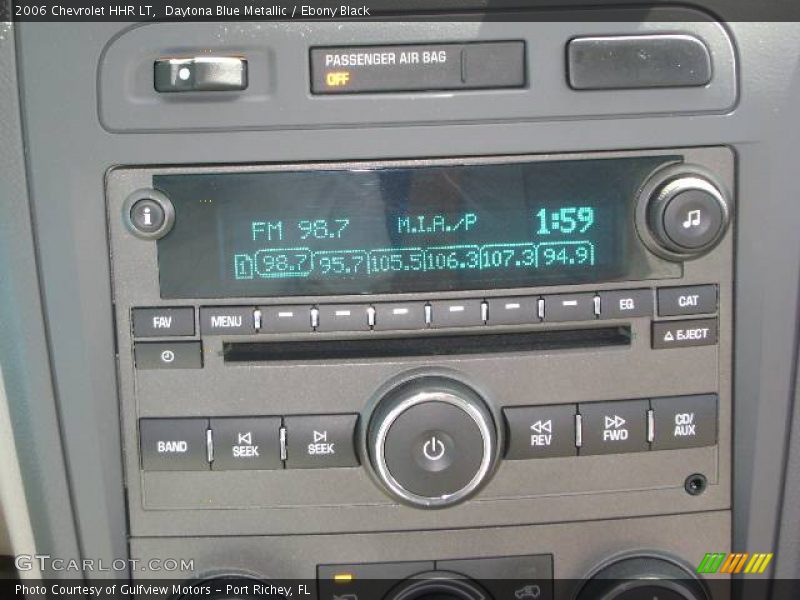 2006 Chevrolet HHR LT, Daytona Blue Metallic / Ebony Black
PASSENGER AIR BAG
OFF
i
FM 98.7 M.I.A./P 1:59
1 98.7 95.7 105.5 106.3 107.3 94.9
FAV MENU EQ CAT
EJECT
BAND SEEK SEEK REV FWD CD/
AUX
GTCARLOT.COM
Photo Courtesy of Gulfview Motors - Port Richey, FL